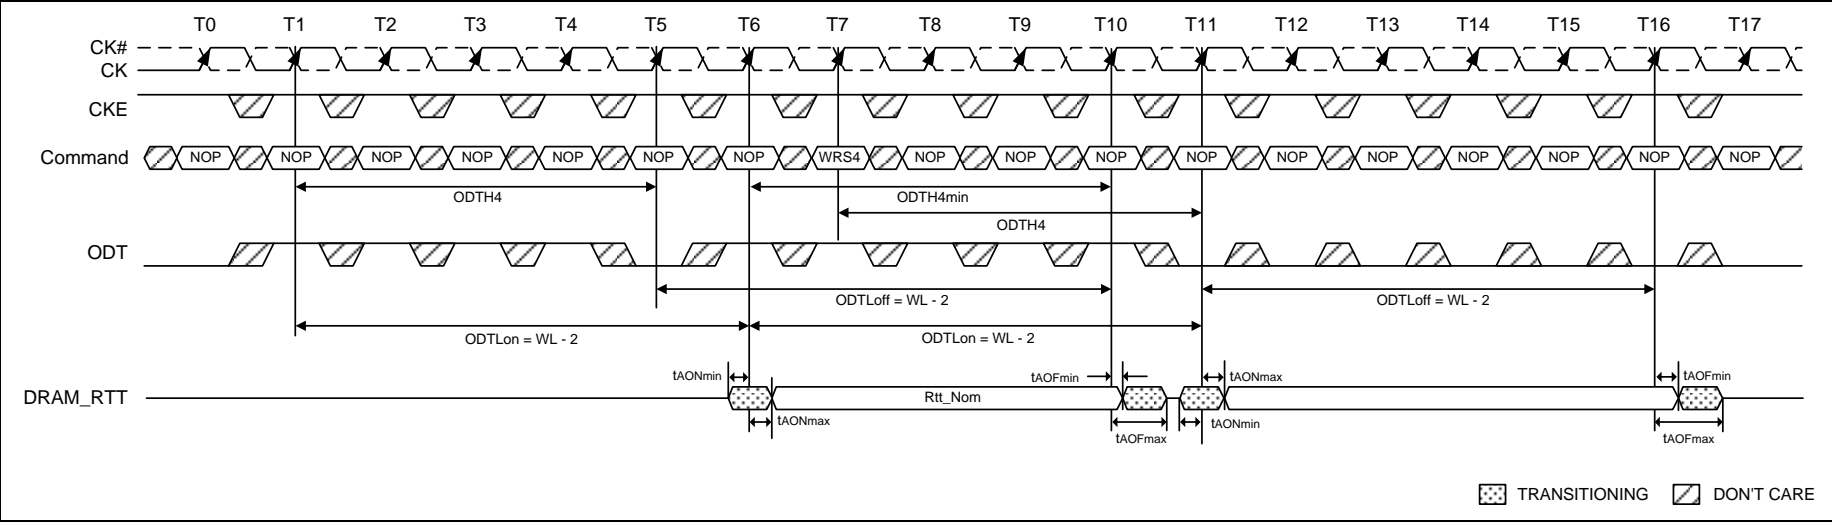 T0 T1 T2 T3 T4 T5 T6 T7 T8 T9 T10 T11 T12 T13 T14 T15 T16 T17
CK#
CK
CKE
Command NOP NOP NOP NOP NOP NOP NOP WRS4 NOP NOP NOP NOP NOP NOP NOP NOP NOP NOP
ODTH4 ODTH4min
ODTH4
ODT
ODTLoff = WL - 2 ODTLoff = WL - 2
ODTLon = WL - 2 ODTLon = WL - 2
tAONmin tAOFmin tAONmax tAOFmin
DRAM_RTT Rtt_Nom
tAONmax tAONmin
tAOFmax tAOFmax
TRANSITIONING DON'T CARE